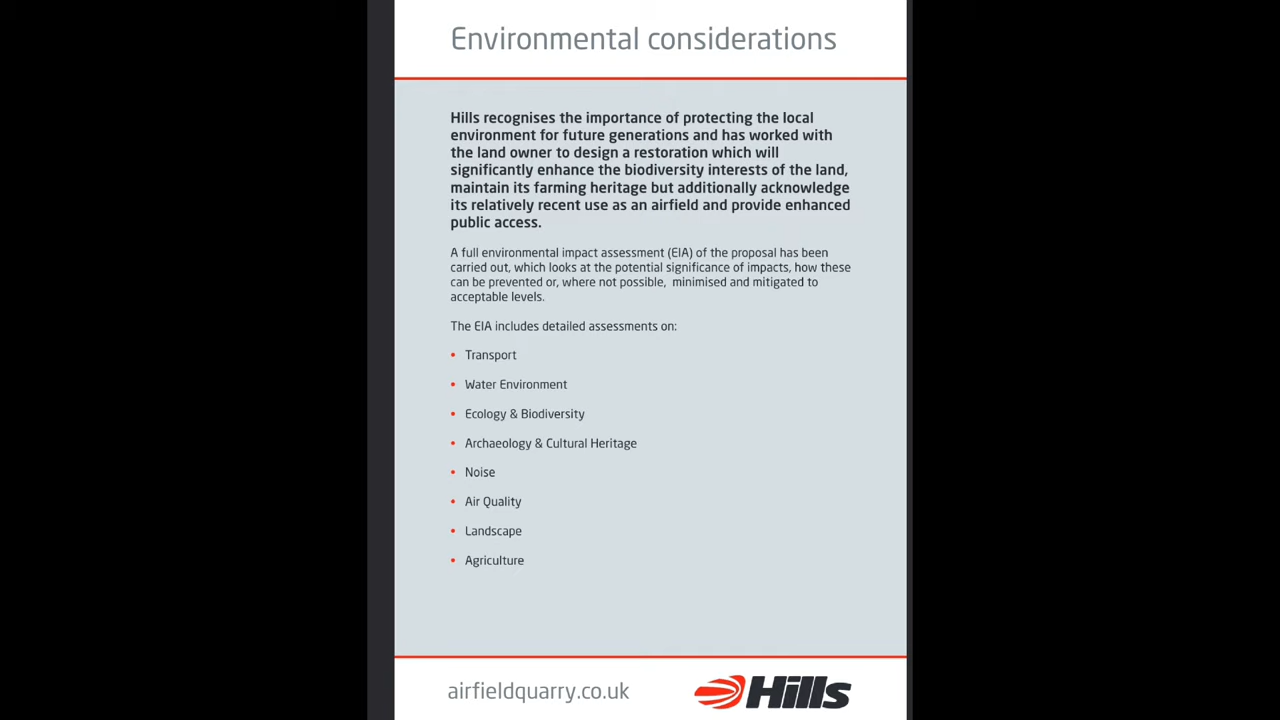 Environmental considerations
Hills recognises the importance of protecting the local
environment for future generations and has worked with
the land owner to design a restoration which will
significantly enhance the biodiversity interests of the land,
maintain its farming heritage but additionally acknowledge
its relatively recent use as an airfield and provide enhanced
public access.
A full environmental impact assessment (EIA) of the proposal has been
carried out, which looks at the potential significance of impacts, how these
can be prevented or, where not possible, minimised and mitigated to
acceptable levels.
The EIA includes detailed assessments on:
• Transport
• Water Environment
• Ecology & Biodiversity
• Archaeology & Cultural Heritage
• Noise
• Air Quality
• Landscape
• Agriculture
airfieldquarry.co.uk
Hills